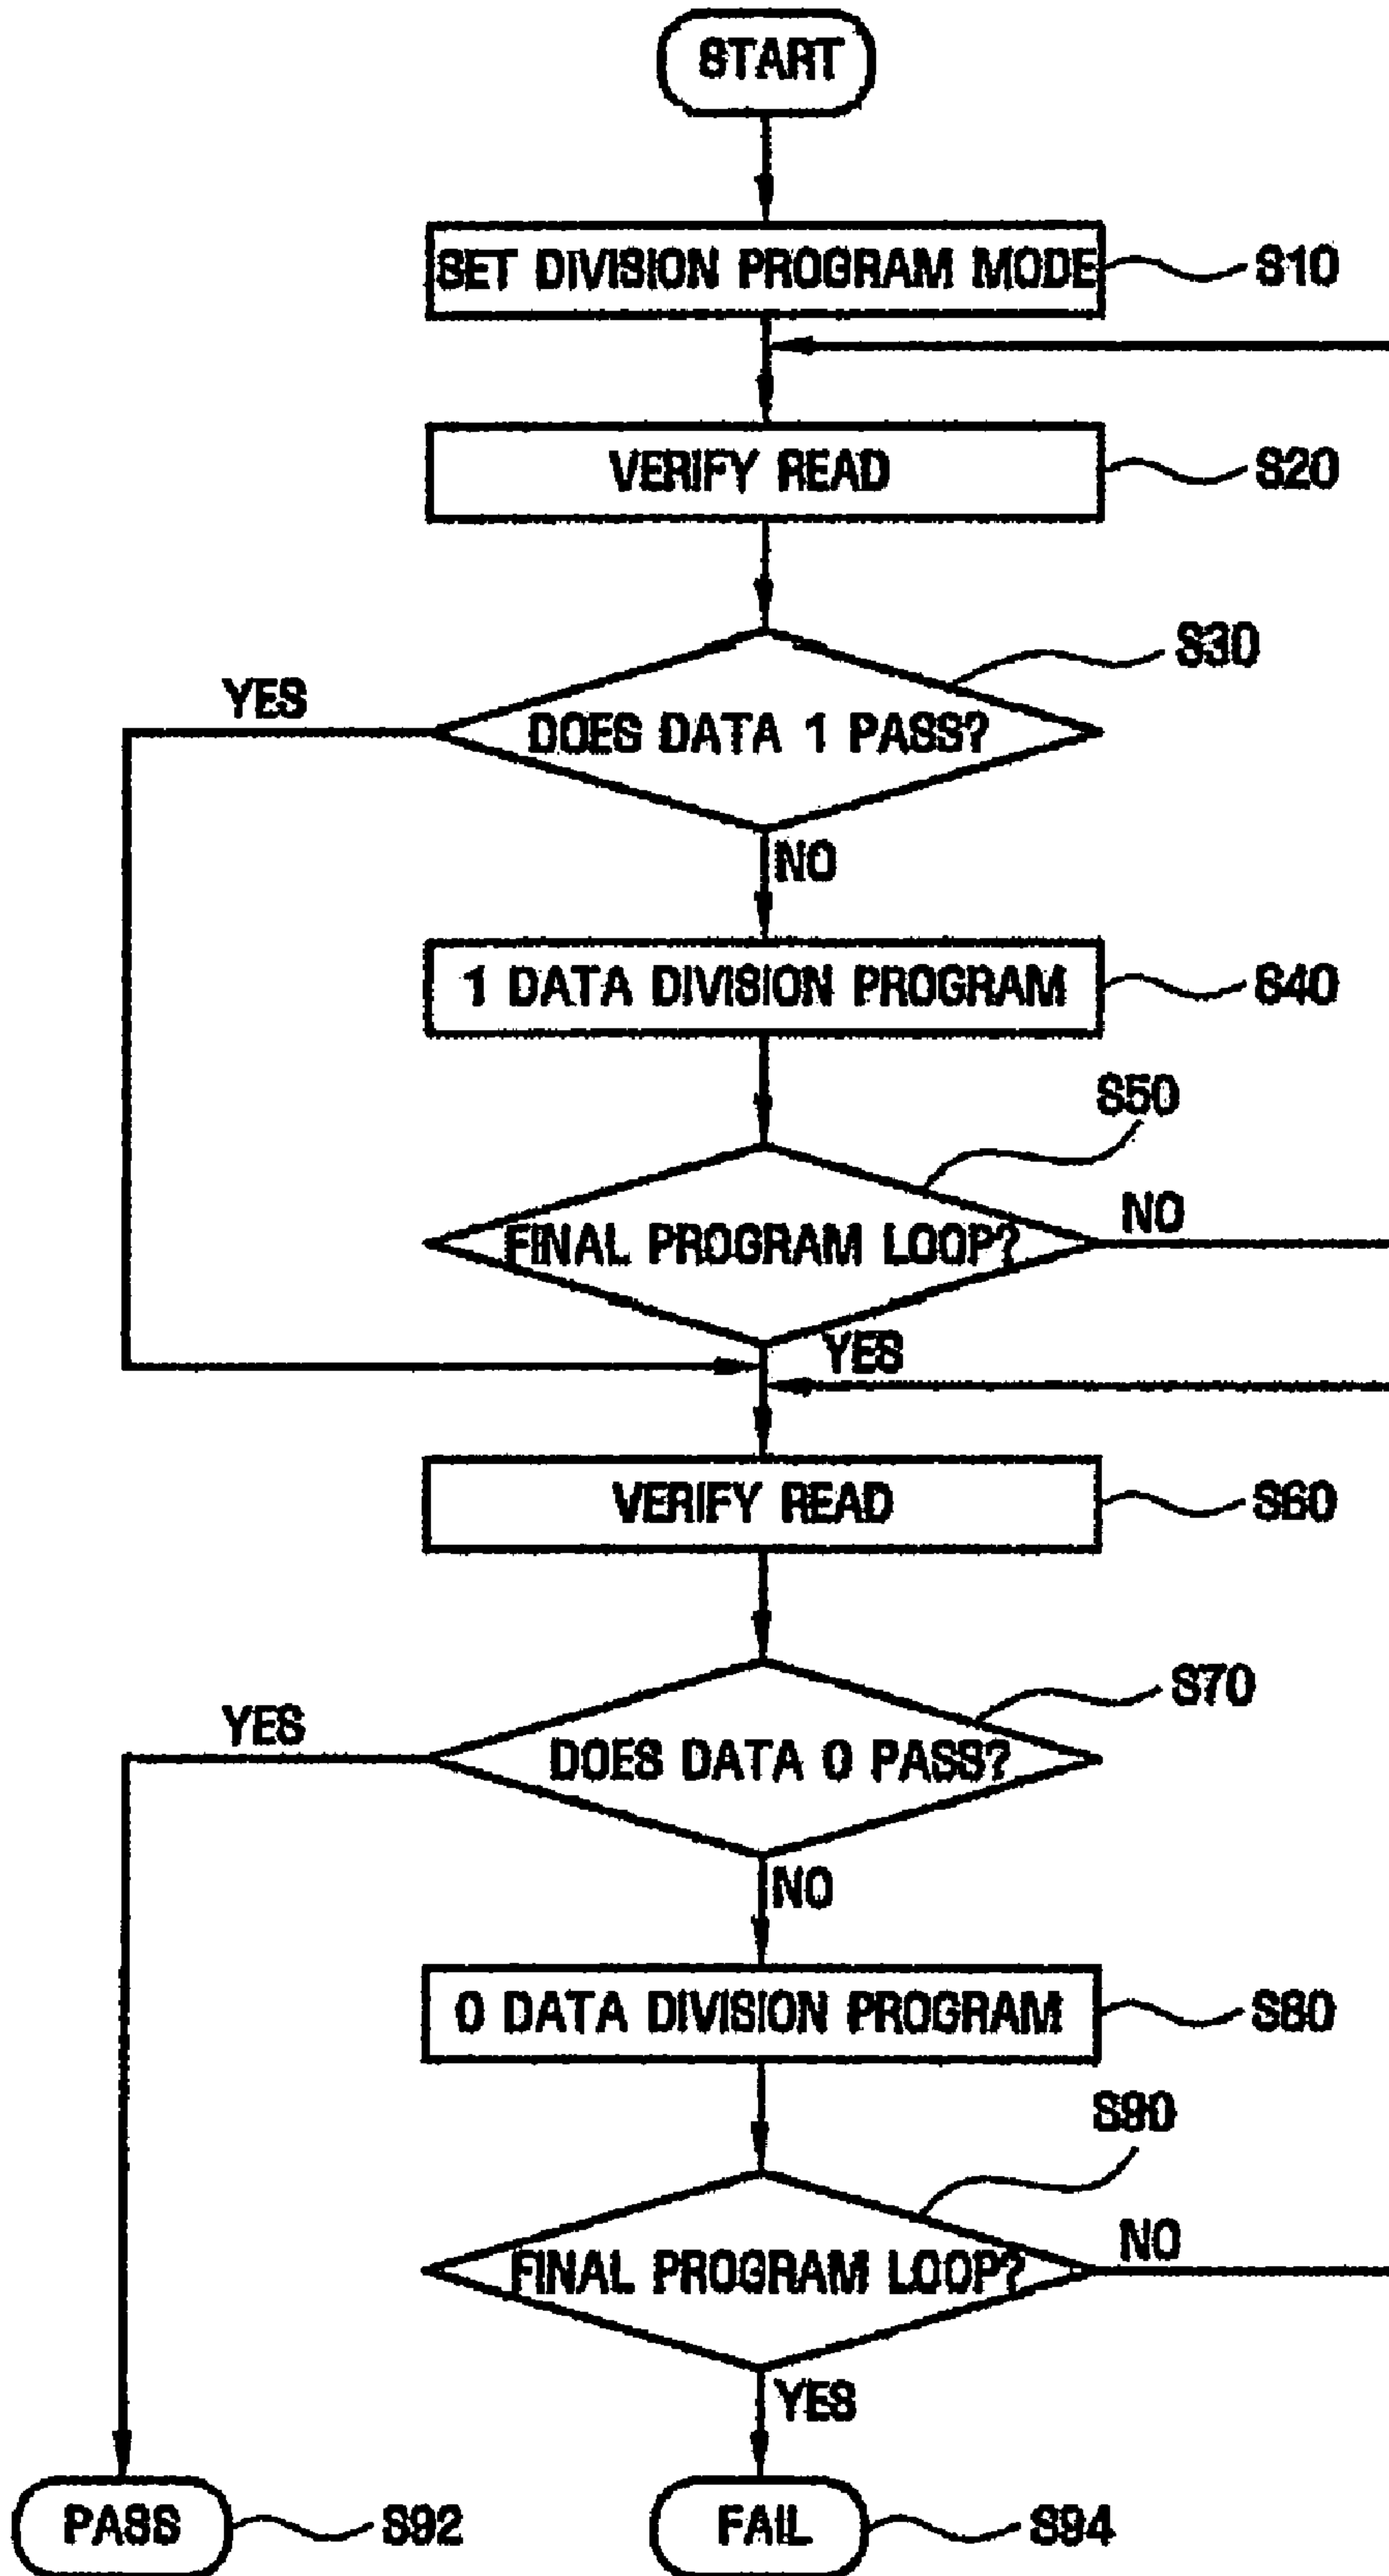 START
SET DIVISION PROGRAM MODE
S10
VERIFY READ
S20
S30
YES
DOES DATA 1 PASS?
NO
1 DATA DIVISION PROGRAM
S40
S50
NO
FINAL PROGRAM LOOP?
YES
VERIFY READ
S60
S70
YES
DOES DATA 0 PASS?
NO
0 DATA DIVISION PROGRAM
S80
S90
NO
FINAL PROGRAM LOOP?
YES
PASS
S92
FAIL
S94